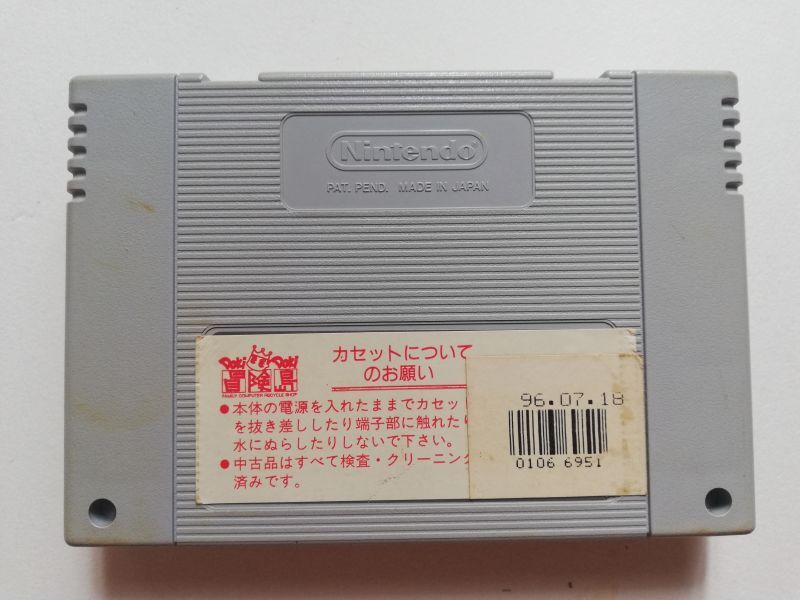 Nintendo
PAT. PEND. MADE IN JAPAN
Doki Doki
冒険島
FAMILY COMPUTER RECYCLE SHOP
カセットについて
のお願い
●本体の電源を入れたままでカセッ
を抜き差ししたり端子部に触れたり
水にぬらしたりしないで下さい。
●中古品はすべて検査・クリーニング
済みです。
96.07.18
0106 6951